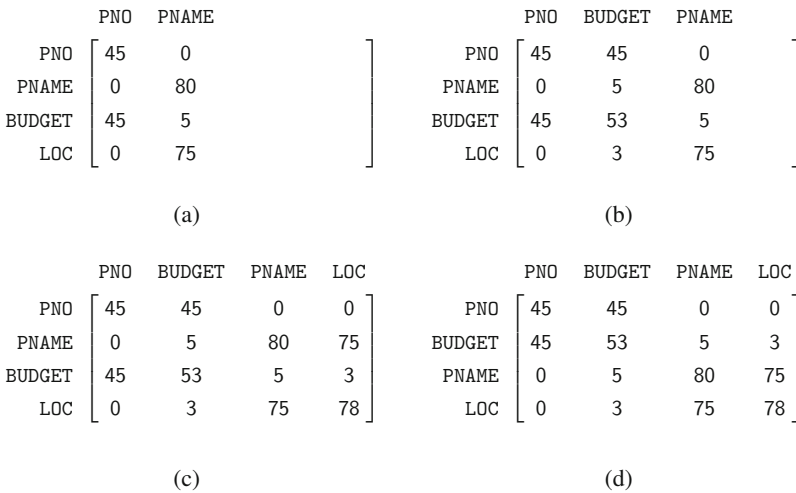 PNO PNAME
PNO 45 0
PNAME 0 80
BUDGET 45 5
LOC 0 75
(a)
PNO BUDGET PNAME
PNO 45 45 0
PNAME 0 5 80
BUDGET 45 53 5
LOC 0 3 75
(b)
PNO BUDGET PNAME LOC
PNO 45 45 0 0
PNAME 0 5 80 75
BUDGET 45 53 5 3
LOC 0 3 75 78
(c)
PNO BUDGET PNAME LOC
PNO 45 45 0 0
BUDGET 45 53 5 3
PNAME 0 5 80 75
LOC 0 3 75 78
(d)